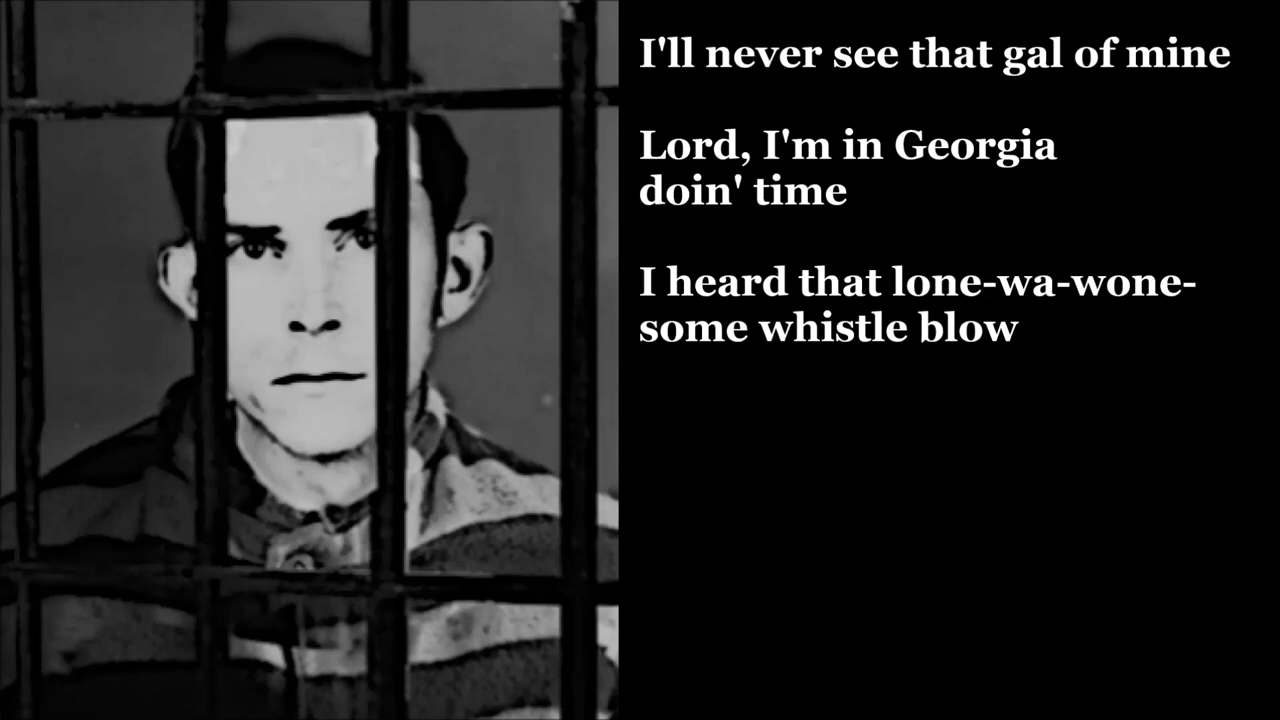 I'll never see that gal of mine
Lord, I'm in Georgia
doin' time
I heard that lone-wa-wone-
some whistle blow